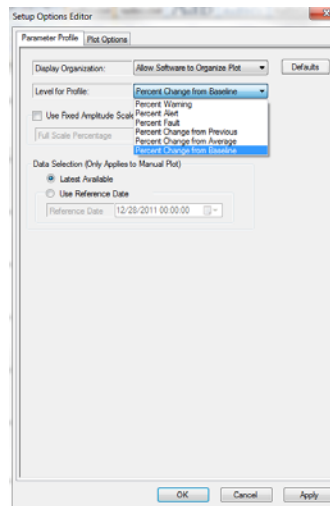 Setup Options Editor
Parameter Profile Plot Options
Display Organization: Allow Software to Organize Plot Defaults
Level for Profile: Percent Change from Baseline
Percent Warning
Use Fixed Amplitude Scale Percent Alert
Percent Fault
Full Scale Percentage Percent Change from Previous
Percent Change from Average
Percent Change from Baseline
Data Selection (Only Applies to Manual Plot)
Latest Available
Use Reference Date
Reference Date 12/28/2011 00:00:00
OK Cancel Apply